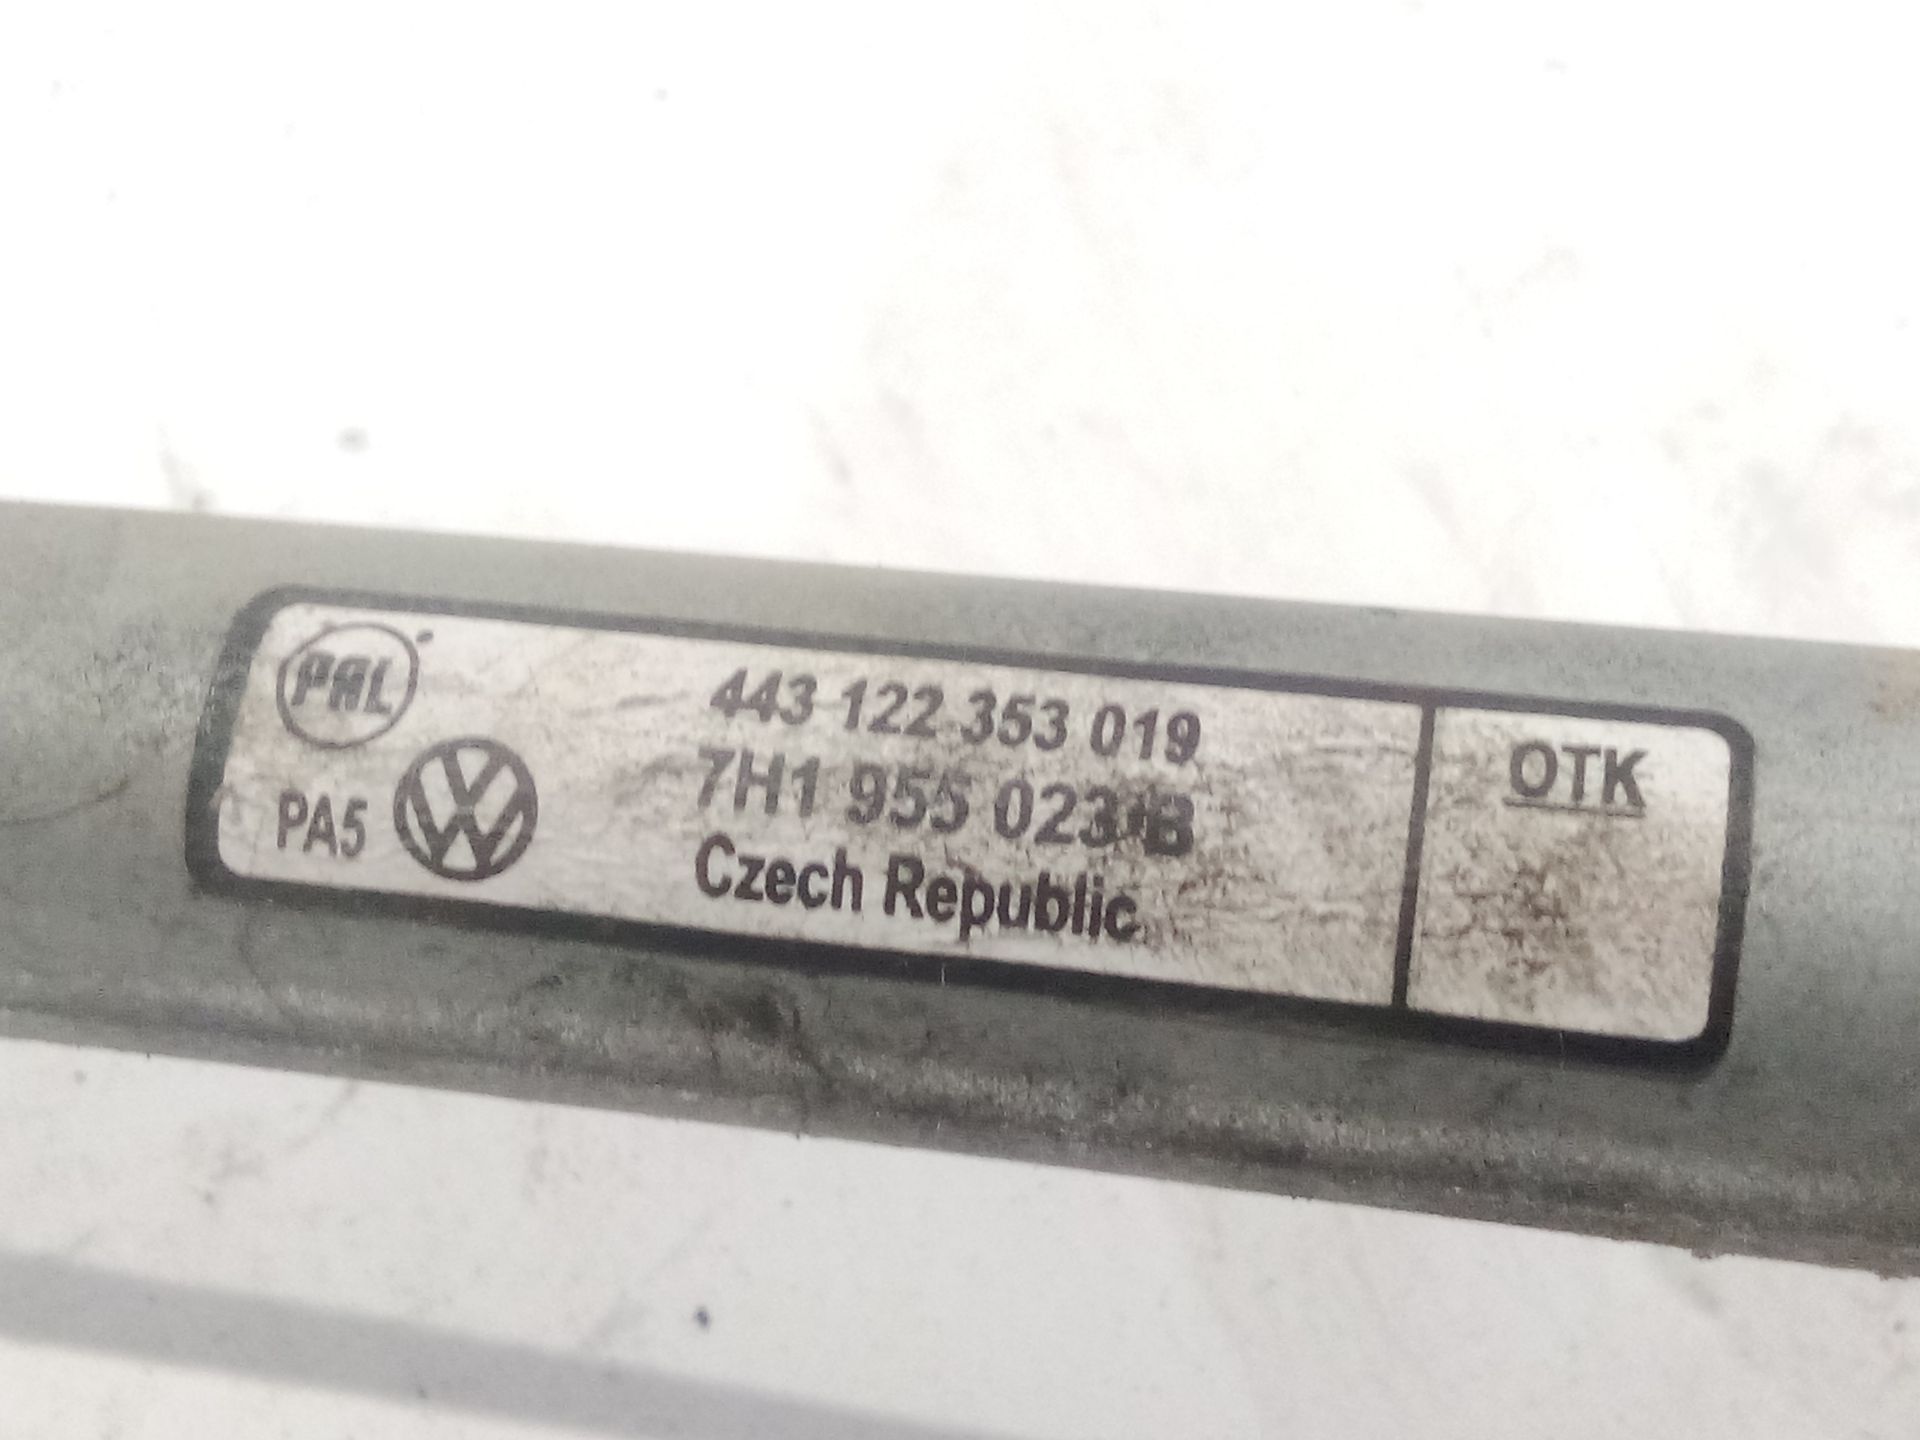 PAL
443 122 353 019
7H1 955 023 B
PA5
Czech Republic
OTK